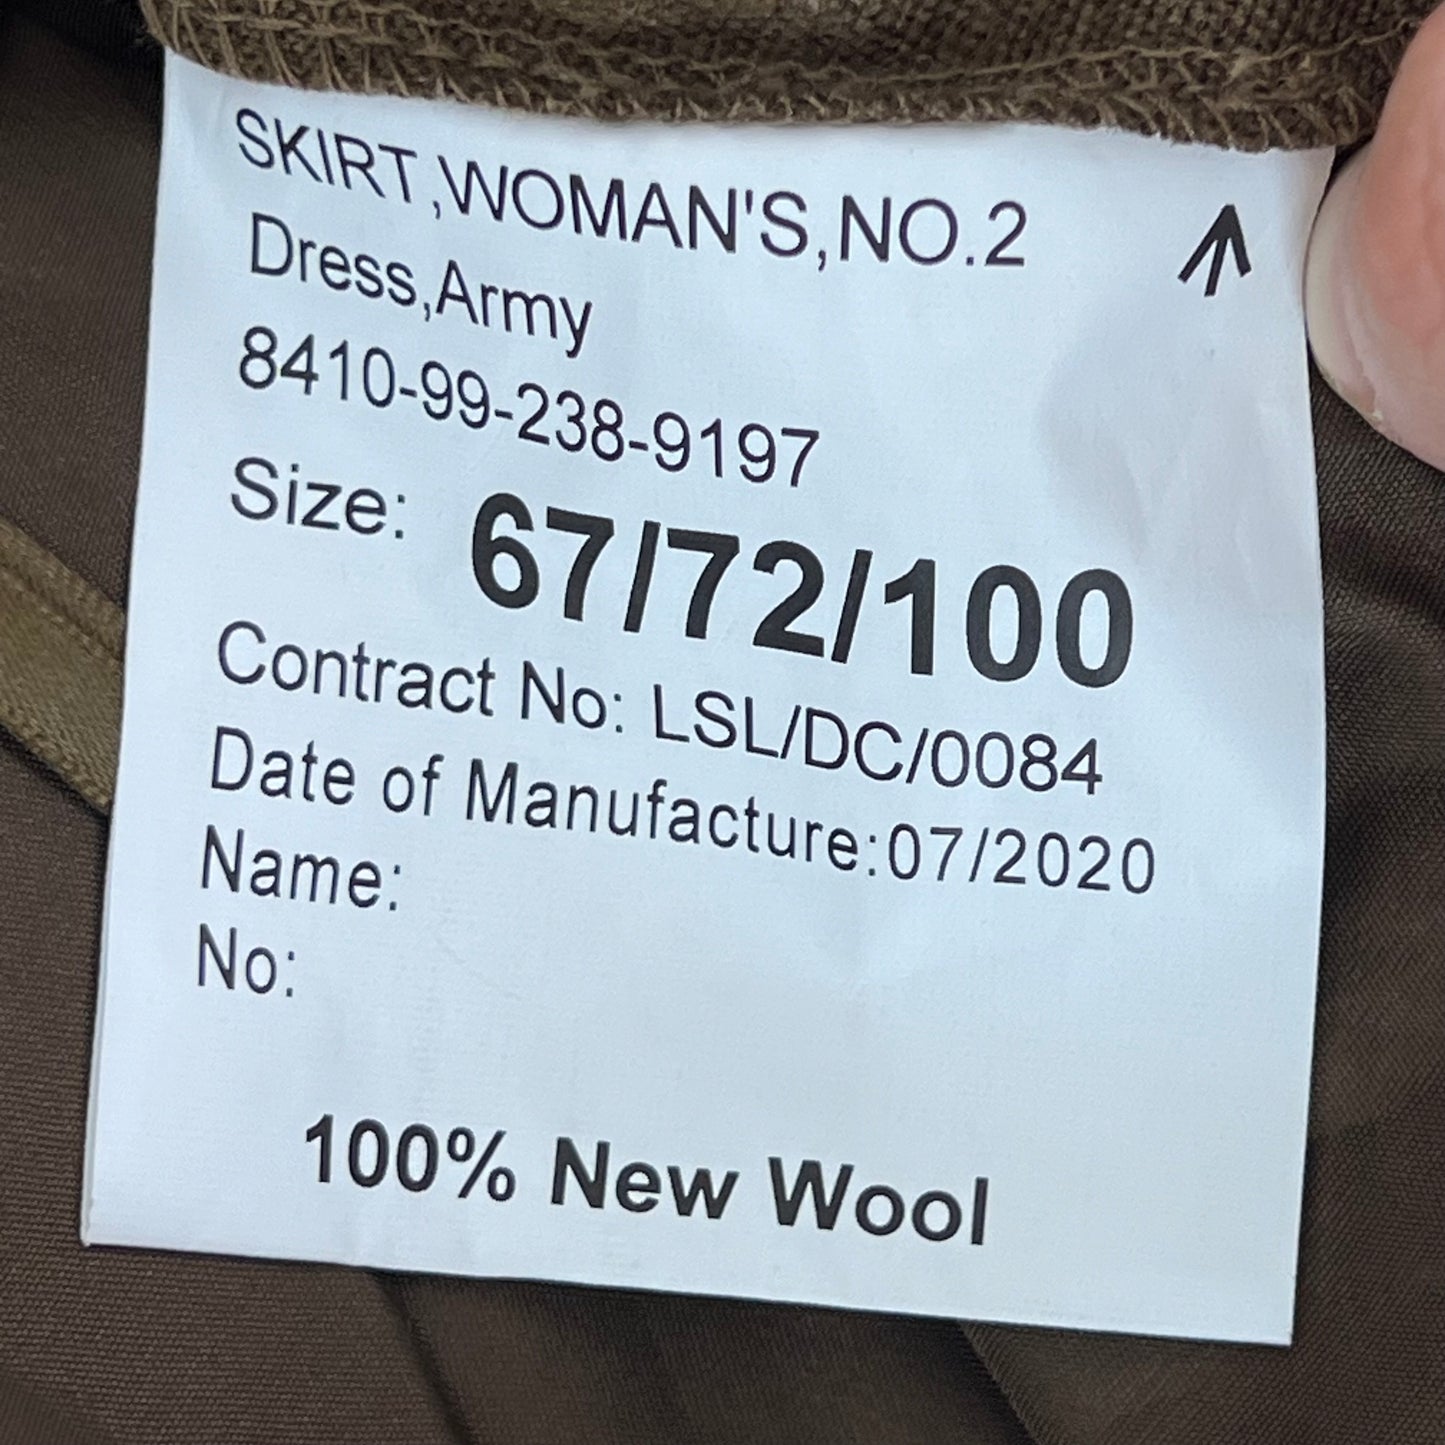 SKIRT,WOMAN'S,NO.2
Dress,Army
8410-99-238-9197
Size: 67/72/100
Contract No: LSL/DC/0084
Date of Manufacture:07/2020
Name:
No:
100% New Wool